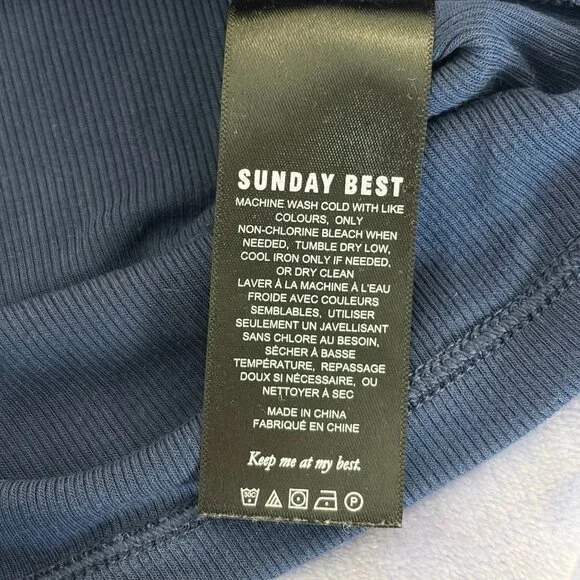 SUNDAY BEST
MACHINE WASH COLD WITH LIKE
COLOURS, ONLY
NON-CHLORINE BLEACH WHEN
NEEDED, TUMBLE DRY LOW,
COOL IRON ONLY IF NEEDED,
OR DRY CLEAN
LAVER À LA MACHINE À L'EAU
FROIDE AVEC COULEURS
SEMBLABLES, UTILISER
SEULEMENT UN JAVELLISANT
SANS CHLORE AU BESOIN,
SÉCHER À BASSE
TEMPÉRATURE, REPASSAGE
DOUX SI NÉCESSAIRE, OU
NETTOYER À SEC
MADE IN CHINA
FABRIQUÉ EN CHINE
Keep me at my best.
P